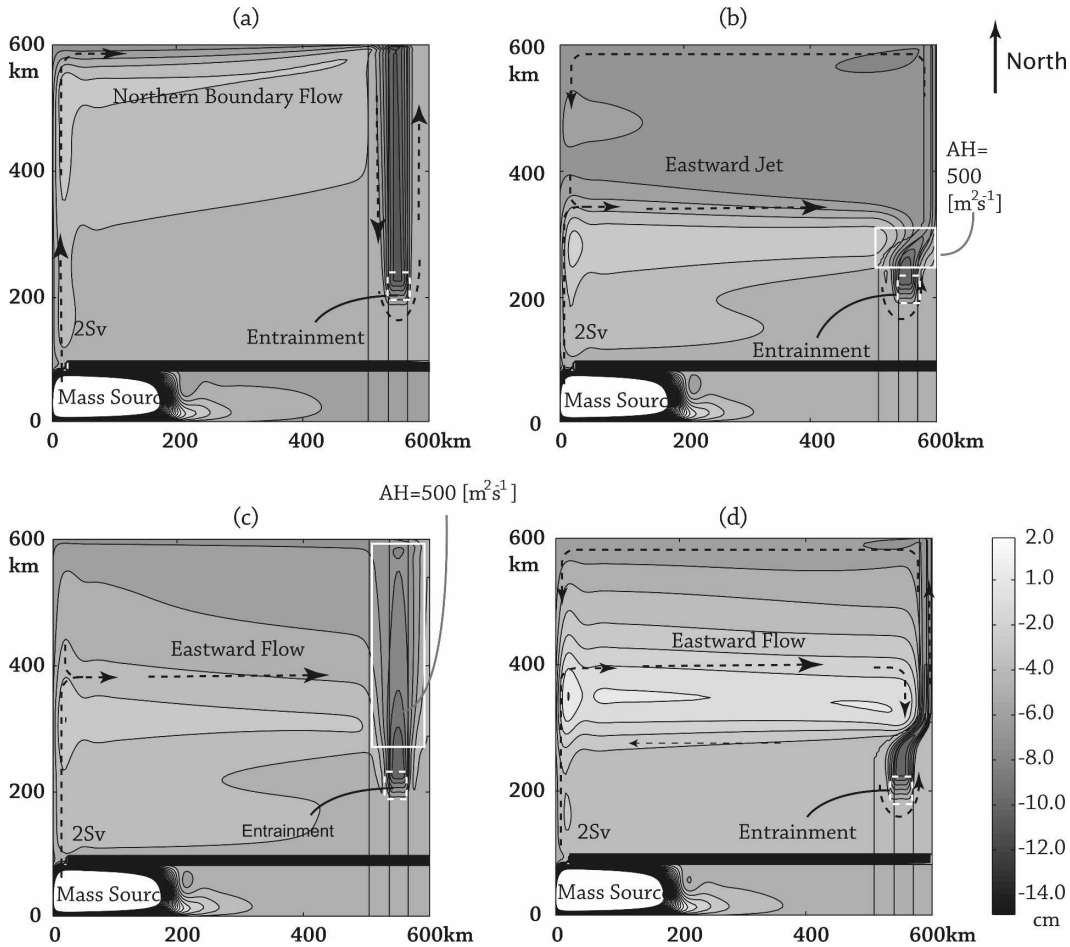 (a)
(b)
600
km
400
200
0
0 200 400 600km
Northern Boundary Flow
2Sv
Entrainment
Mass Sourc
600
km
400
200
0
0 200 400 600km
Eastward Jet
2Sv
Entrainment
Mass Sourc
North
AH=
500
[m²s⁻¹]
AH=500 [m²s⁻¹]
(c)
(d)
600
km
400
200
0
0 200 400 600km
Eastward Flow
2Sv
Entrainment
Mass Sourc
600
km
400
200
0
0 200 400 600km
Eastward Flow
2Sv
Entrainment
Mass Sourc
2.0
1.0
-2.0
-4.0
-6.0
-8.0
-10.0
-12.0
-14.0
cm